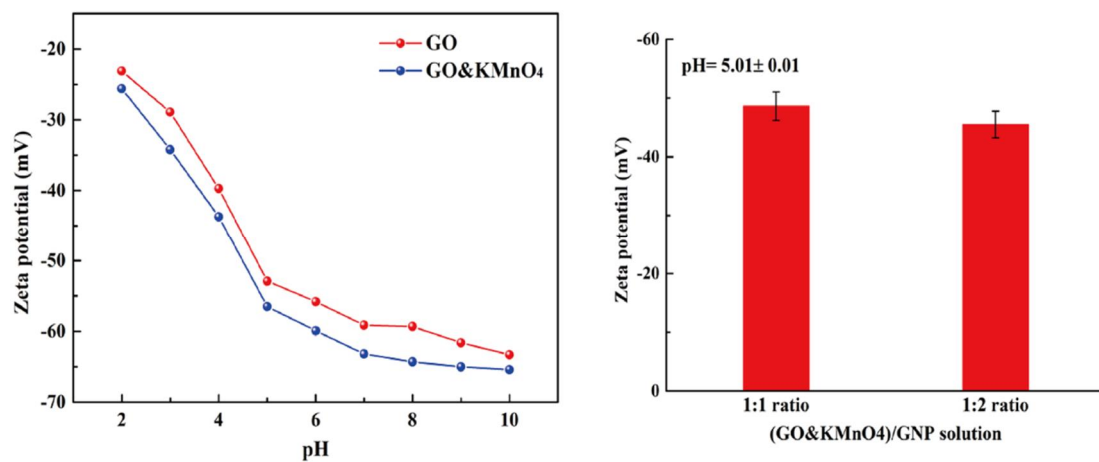 -20
-30
-40
-50
-60
-70
Zeta potential (mV)
GO
GO&KMnO₄
2 4 6 8 10
pH
-60
-40
-20
0
Zeta potential (mV)
pH= 5.01± 0.01
1:1 ratio 1:2 ratio
(GO&KMnO4)/GNP solution